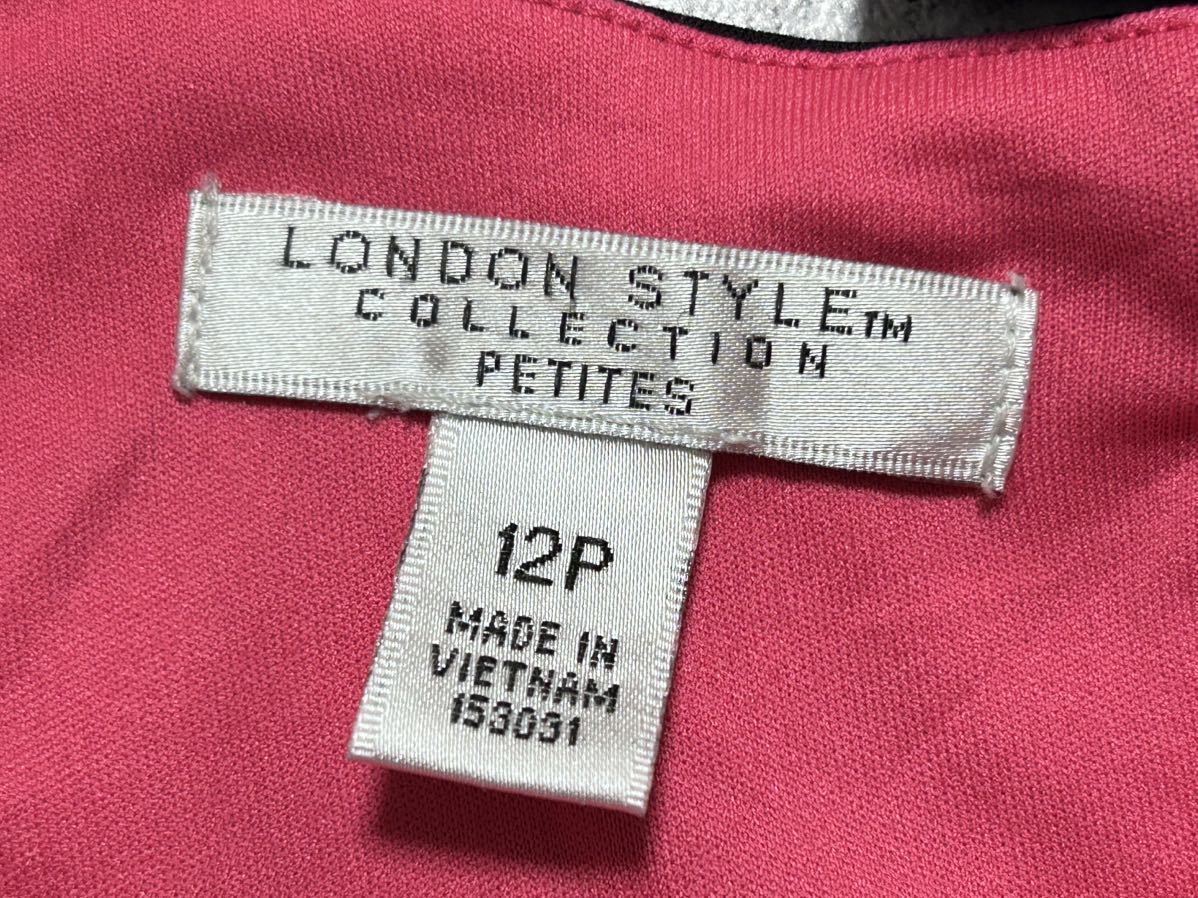 LONDON STYLE™
COLLECTION
PETITES
12P
MADE IN
VIETNAM
153031